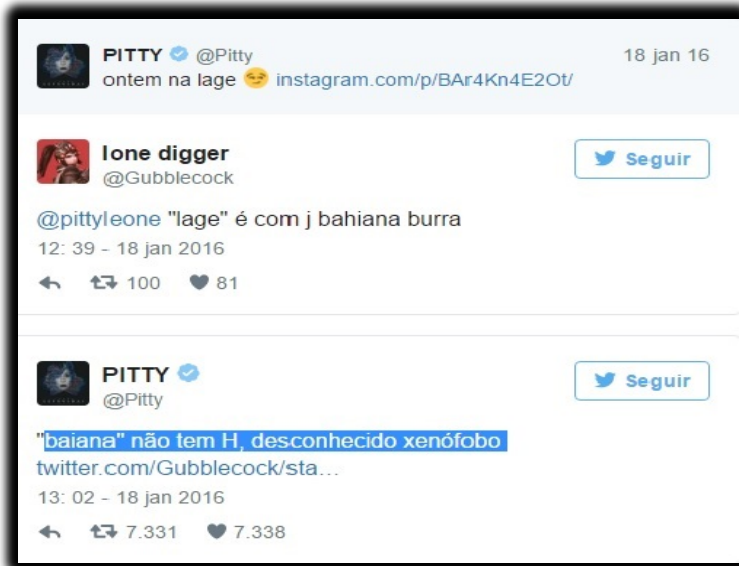 PITTY @Pitty 18 jan 16
ontem na lage 😏 instagram.com/p/BAr4Kn4E2Ot/
lone digger Seguir
@Gubblecock
@pittyleone "lage" é com j bahiana burra
12: 39 - 18 jan 2016
100 81
PITTY Seguir
@Pitty
"baiana" não tem H, desconhecido xenófobo
twitter.com/Gubblecock/sta...
13: 02 - 18 jan 2016
7.331 7.338